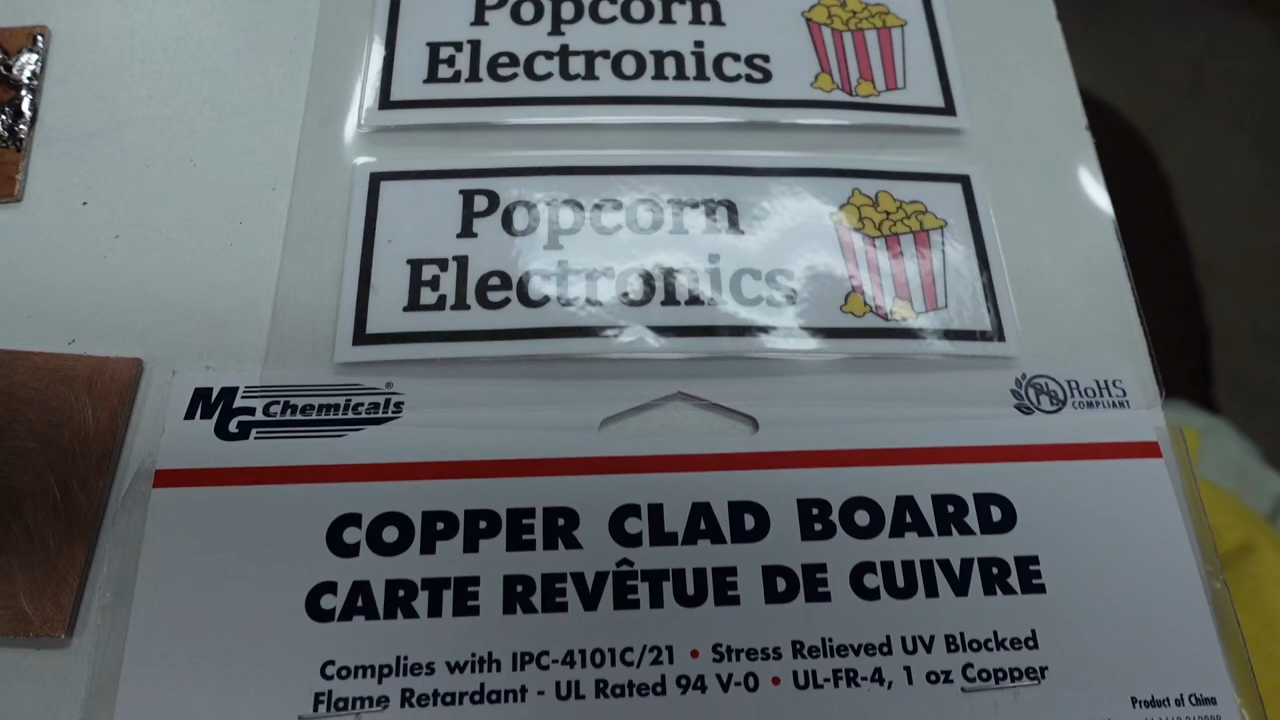 Popcorn
Electronics
Popcorn
Electronics
MG Chemicals®
Pb RoHS
COMPLIANT
COPPER CLAD BOARD
CARTE REVÊTUE DE CUIVRE
Complies with IPC-4101C/21 • Stress Relieved UV Blocked
Flame Retardant - UL Rated 94 V-0 • UL-FR-4, 1 oz Copper
Product of China